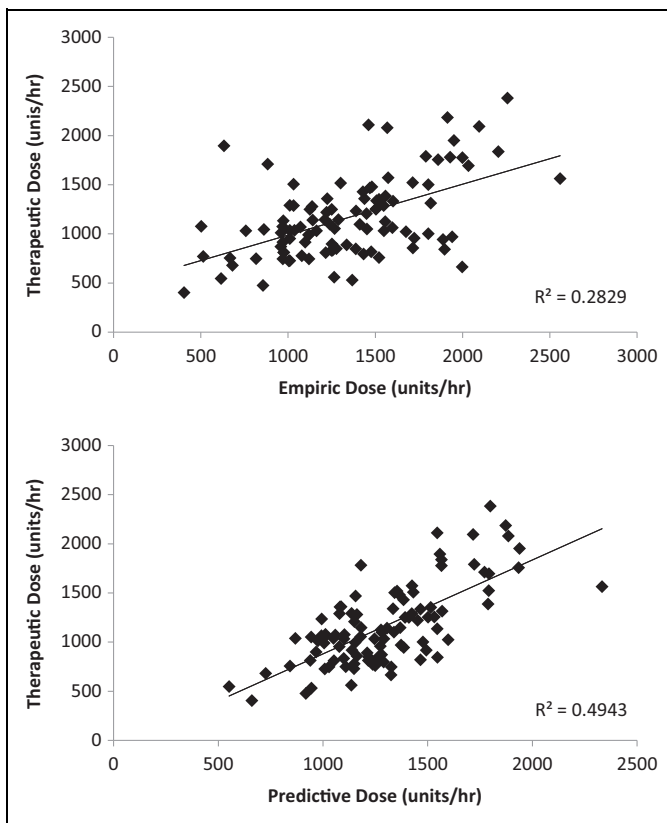 3000
2500
2000
1500
1000
500
0
Therapeutic Dose (unis/hr)
R² = 0.2829
0 500 1000 1500 2000 2500 3000
Empiric Dose (units/hr)
3000
2500
2000
1500
1000
500
0
Therapeutic Dose (units/hr)
R² = 0.4943
0 500 1000 1500 2000 2500
Predictive Dose (units/hr)